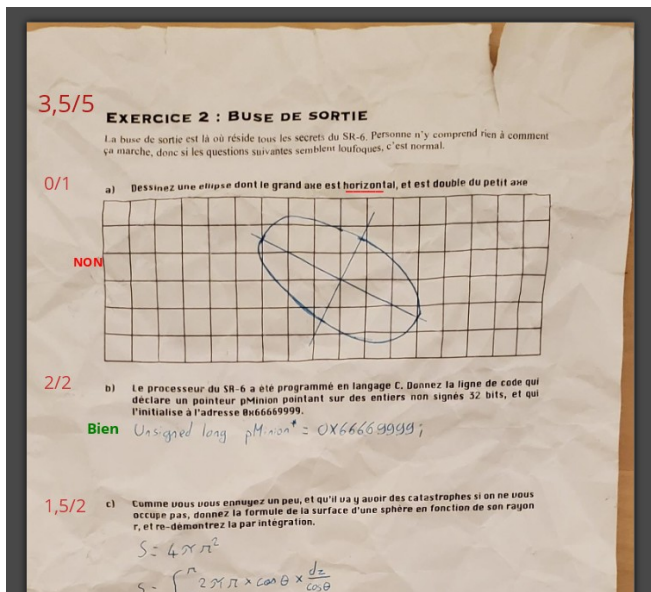 3,5/5
EXERCICE 2 : BUSE DE SORTIE
La buse de sortie est là où réside tous les secrets du SR-6. Personne n'y comprend rien à comment
ça marche, donc si les questions suivantes semblent loufoques, c'est normal.
0/1
a) Dessinez une ellipse dont le grand axe est horizontal, et est double du petit axe
NON
2/2
b) Le processeur du SR-6 a été programmé en langage C. Donnez la ligne de code qui
déclare un pointeur pMinion pointant sur des entiers non signés 32 bits, et qui
l'initialise à l'adresse 0x66669999.
Bien Unsigned long pMinion* = 0X66669999;
1,5/2
c) Comme vous vous ennuyez un peu, et qu'il va y avoir des catastrophes si on ne vous
occupe pas, donnez la formule de la surface d'une sphère en fonction de son rayon
r, et re-démontrez la par intégration.
S = 4πr²
S = ∫ʳ 2πr × cos θ × dz/cosθ